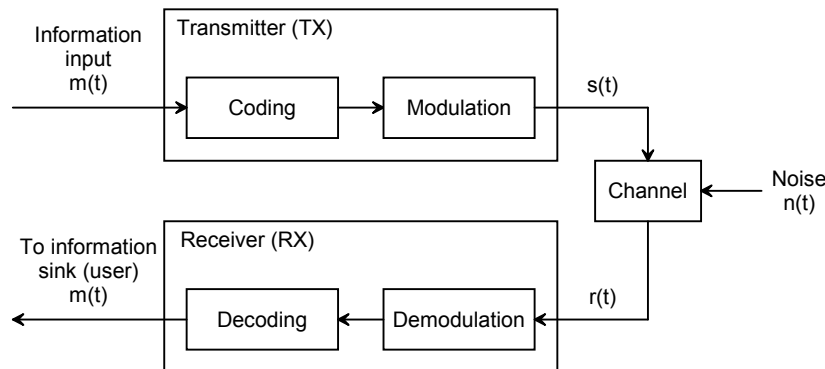 Information
input
m(t)
Transmitter (TX)
Coding
Modulation
s(t)
Channel
Noise
n(t)
To information
sink (user)
m(t)
Receiver (RX)
Decoding
Demodulation
r(t)